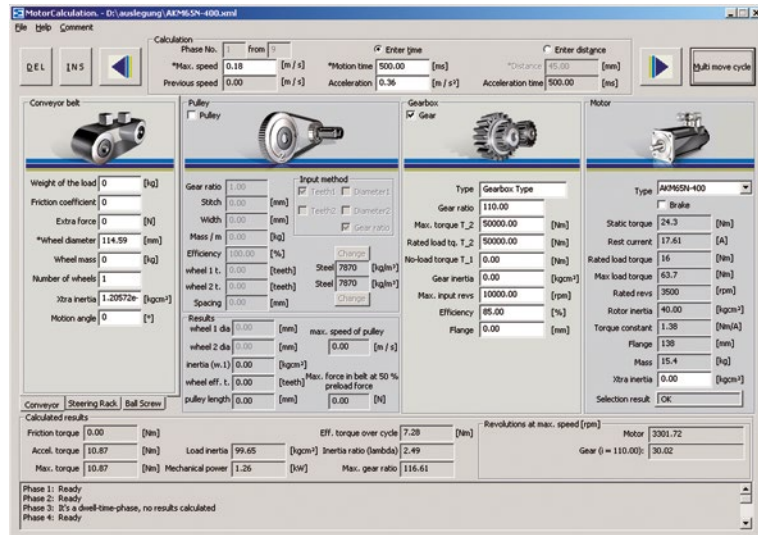 MotorCalculation. - D:\auslegung\AKM65N-400.xml
File Help Comment
DEL INS
Calculation
Phase No. 1 from 9 Enter time Enter distance
*Max. speed 0.18 [m / s] *Motion time 500.00 [ms] *Distance 45.00 [mm]
Previous speed 0.00 [m / s] Acceleration 0.36 [m / s²] Acceleration time 500.00 [ms]
Multi move cycle
Conveyor belt
Weight of the load 0 [kg]
Friction coefficient 0
Extra force 0 [N]
*Wheel diameter 114.59 [mm]
Wheel mass 0 [kg]
Number of wheels 1
Xtra inertia 1.20572e- [kgcm²]
Motion angle 0 [°]
Conveyor Steering Rack Ball Screw
Pulley
Pulley
Gear ratio 1.00
Stitch 0.00 [mm]
Width 0.00 [mm]
Mass / m 0.00 [kg]
Efficiency 100.00 [%]
wheel 1 t. 0.00 [teeth]
wheel 2 t. 0.00 [teeth]
Spacing 0.00 [mm]
Input method
Teeth1 Diameter1
Teeth2 Diameter2
Gear ratio
Change
Steel 7870 [kg/m³]
Steel 7870 [kg/m³]
Change
Results
wheel 1 dia 0.00 [mm]
wheel 2 dia 0.00 [mm]
inertia (w.1) 0.00 [kgcm²]
wheel eff. t. 0.00 [teeth]
pulley length 0.00 [mm]
max. speed of pulley
0.00 [m / s]
Max. force in belt at 50 %
preload force
0.00 [N]
Gearbox
Gear
Type Gearbox Type
Gear ratio 110.00
Max. torque T_2 50000.00 [Nm]
Rated load tq. T_2 50000.00 [Nm]
No-load torque T_1 0.00 [Nm]
Gear inertia 0.00 [kgcm²]
Max. input revs 10000.00 [rpm]
Efficiency 85.00 [%]
Flange 0.00 [mm]
Motor
Type AKM65N-400
Brake
Static torque 24.3 [Nm]
Rest current 17.61 [A]
Rated load torque 16 [Nm]
Max load torque 63.7 [Nm]
Rated revs 3500 [rpm]
Rotor inertia 40.00 [kgcm²]
Torque constant 1.38 [Nm/A]
Flange 138 [mm]
Mass 15.4 [kg]
Xtra inertia 0.00 [kgcm²]
Selection result OK
Calculated results
Friction torque 0.00 [Nm] Eff. torque over cycle 7.28 [Nm]
Accel. torque 10.87 [Nm] Load inertia 99.65 [kgcm²] Inertia ratio (lambda) 2.49
Max. torque 10.87 [Nm] Mechanical power 1.26 [kW] Max. gear ratio 116.61
Revolutions at max. speed [rpm]
Motor 3301.72
Gear (i = 110.00): 30.02
Phase 1: Ready
Phase 2: Ready
Phase 3: It's a dwell-time-phase, no results calculated
Phase 4: Ready